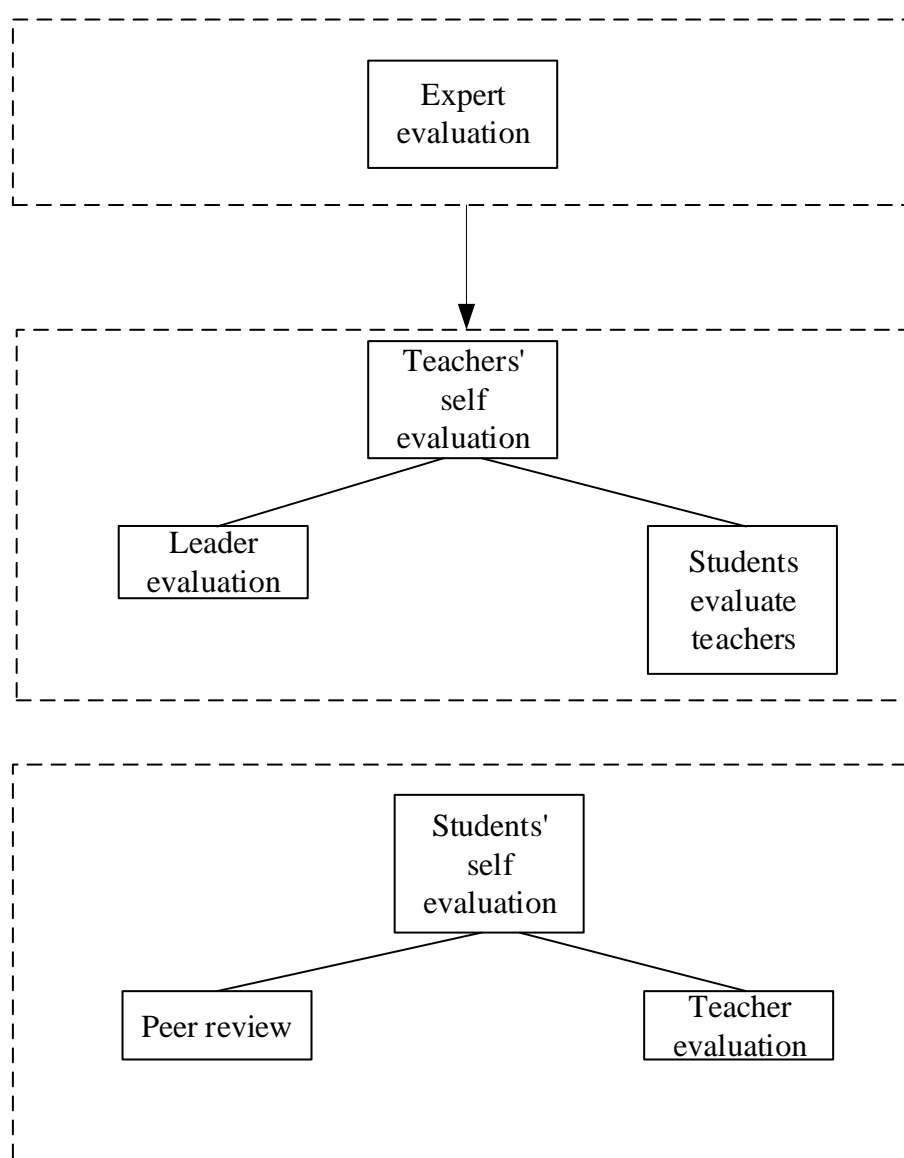 Expert
evaluation
Teachers'
self
evaluation
Leader
evaluation
Students
evaluate
teachers
Students'
self
evaluation
Peer review
Teacher
evaluation